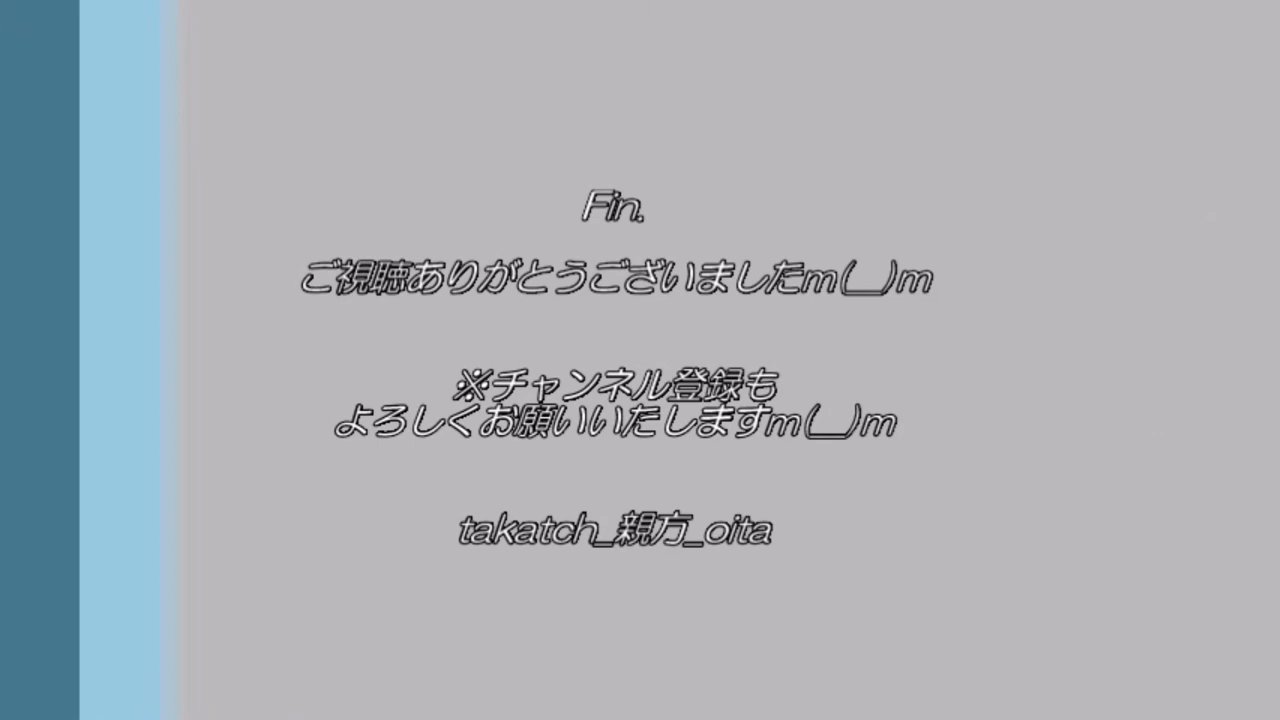 Fin.
ご視聴ありがとうございましたm(__)m
※チャンネル登録も
よろしくお願いいたしますm(__)m
takatch_親方_oita